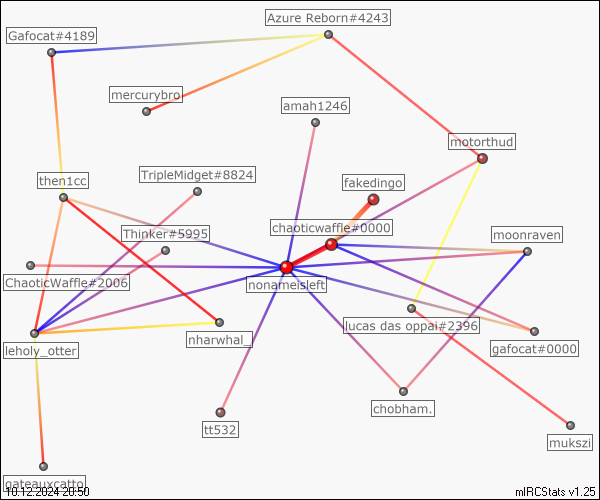 Azure Reborn#4243
Gafocat#4189
mercurybro
amah1246
motorthud
TripleMidget#8824
then1cc
fakedingo
chaoticwaffle#0000
Thinker#5995
moonraven
ChaoticWaffle#2006
nonameisleft
lucas das oppai#2396
nharwhal_
leholy_otter
gafocat#0000
chobham.
tt532
mukszi
gateauxcatto
10.12.2024 20:50
mIRCStats v1.25